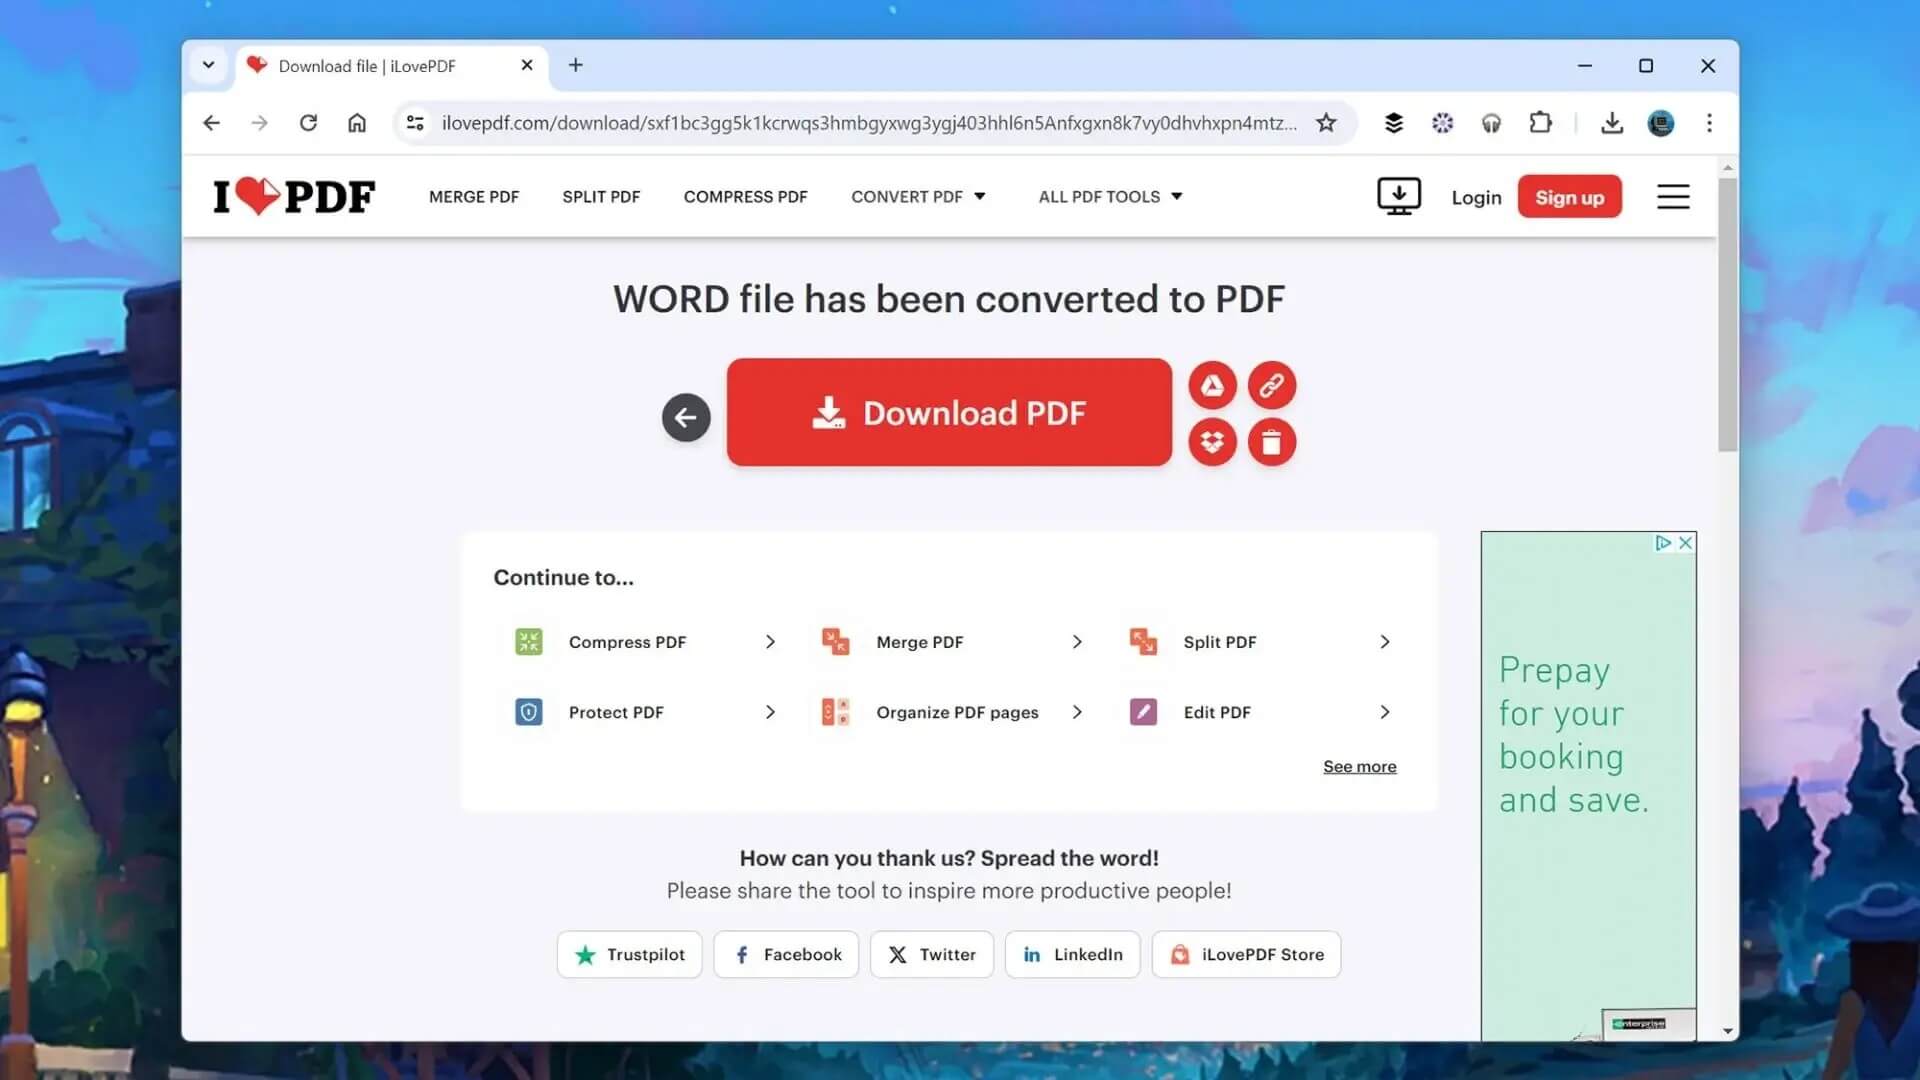 Download file | iLovePDF
ilovepdf.com/download/sxf1bc3gg5k1kcrwqs3hmbgyxwg3ygj403hhl6n5Anfxgxn8k7vy0dhvhxpn4mtz...
I PDF MERGE PDF SPLIT PDF COMPRESS PDF CONVERT PDF ALL PDF TOOLS Login Sign up
WORD file has been converted to PDF
Download PDF
Continue to...
Compress PDF Merge PDF Split PDF
Protect PDF Organize PDF pages Edit PDF
See more
Prepay
for your
booking
and save.
enterprise
How can you thank us? Spread the word!
Please share the tool to inspire more productive people!
Trustpilot Facebook Twitter LinkedIn iLovePDF Store